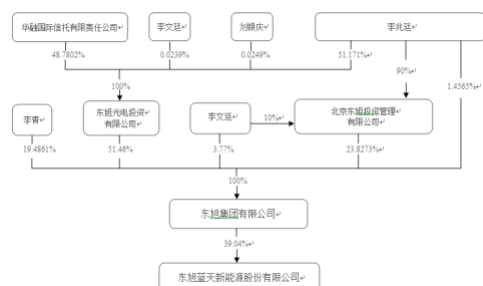 华融国际信托有限责任公司
李文廷
刘银庆
李兆廷
48.7802%
0.0239%
0.0249%
51.171%
100%
90%
1.4565%
李青
东旭光电投资
有限公司
李文廷
10%
北京东旭投资管理
有限公司
19.4861%
51.46%
3.77%
23.8273%
100%
东旭集团有限公司
39.04%
东旭蓝天新能源股份有限公司